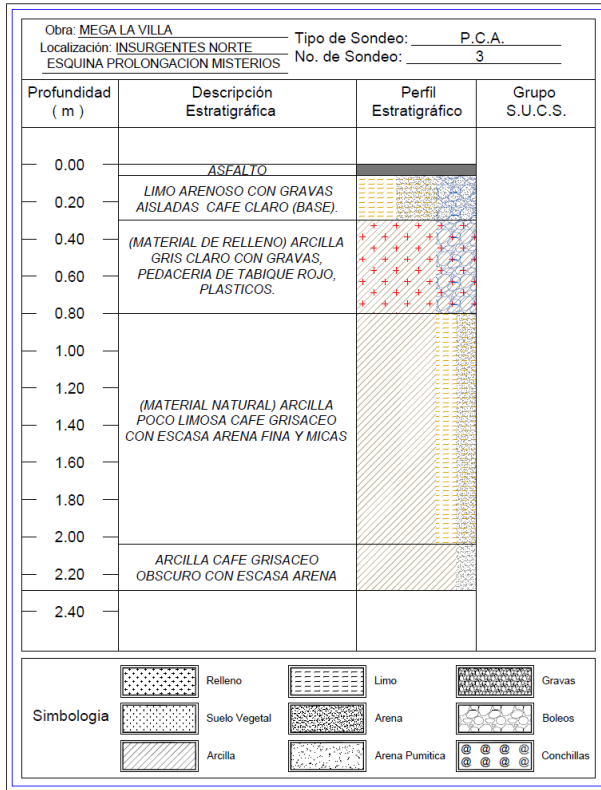 Obra: MEGA LA VILLA
Localización: INSURGENTES NORTE
ESQUINA PROLONGACION MISTERIOS
Tipo de Sondeo: P.C.A.
No. de Sondeo: 3
Profundidad
( m )
Descripción
Estratigráfica
Perfil
Estratigráfico
Grupo
S.U.C.S.
0.00
ASFALTO
0.20
LIMO ARENOSO CON GRAVAS
AISLADAS CAFE CLARO (BASE).
0.40
0.60
0.80
(MATERIAL DE RELLENO) ARCILLA
GRIS CLARO CON GRAVAS,
PEDACERIA DE TABIQUE ROJO,
PLASTICOS.
1.00
1.20
1.40
1.60
1.80
2.00
(MATERIAL NATURAL) ARCILLA
POCO LIMOSA CAFE GRISACEO
CON ESCASA ARENA FINA Y MICAS
2.20
ARCILLA CAFE GRISACEO
OBSCURO CON ESCASA ARENA
2.40
Simbologia
Relleno
Limo
Gravas
Suelo Vegetal
Arena
Boleos
Arcilla
Arena Pumitica
@ @ @ @
@ @ @ @
Conchillas